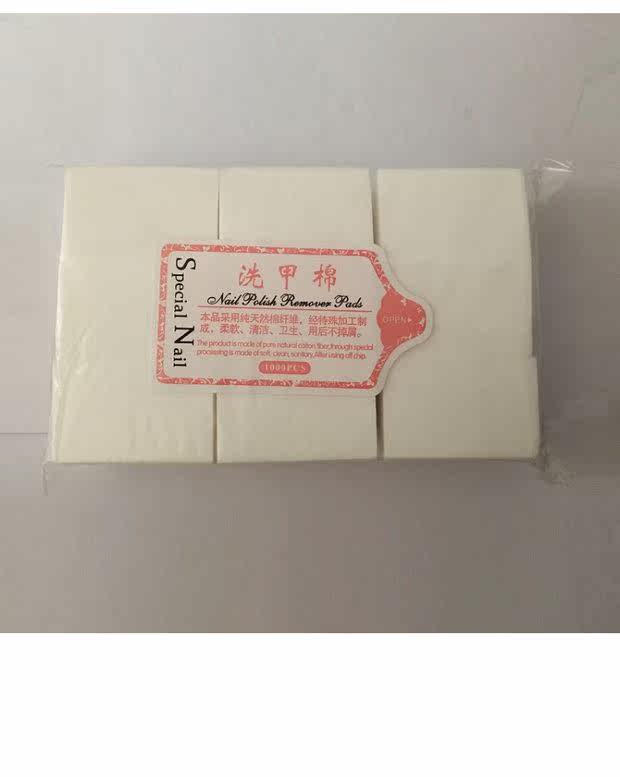 Special Nail
洗甲棉
Nail Polish Remover Pads
本品采用纯天然棉纤维，经特殊加工制
成，柔软、清洁、卫生、用后不掉屑。
The product is made of pure natural cotton fiber,through special
processing is made of soft, clean, sanitary.After using off chip.
1000PCS
OPEN